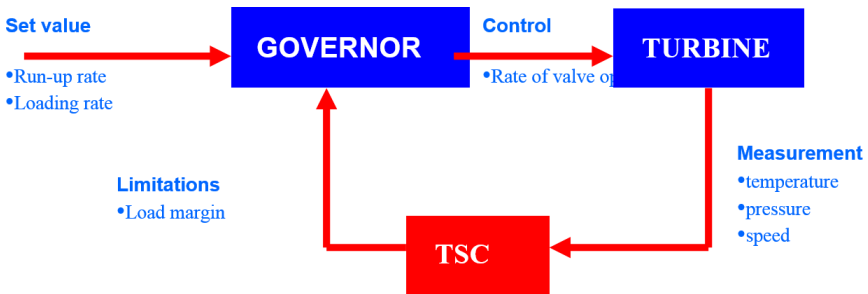 Set value
GOVERNOR
Control
TURBINE
•Run-up rate
•Loading rate
•Rate of valve
Measurement
•temperature
•pressure
•speed
Limitations
•Load margin
TSC